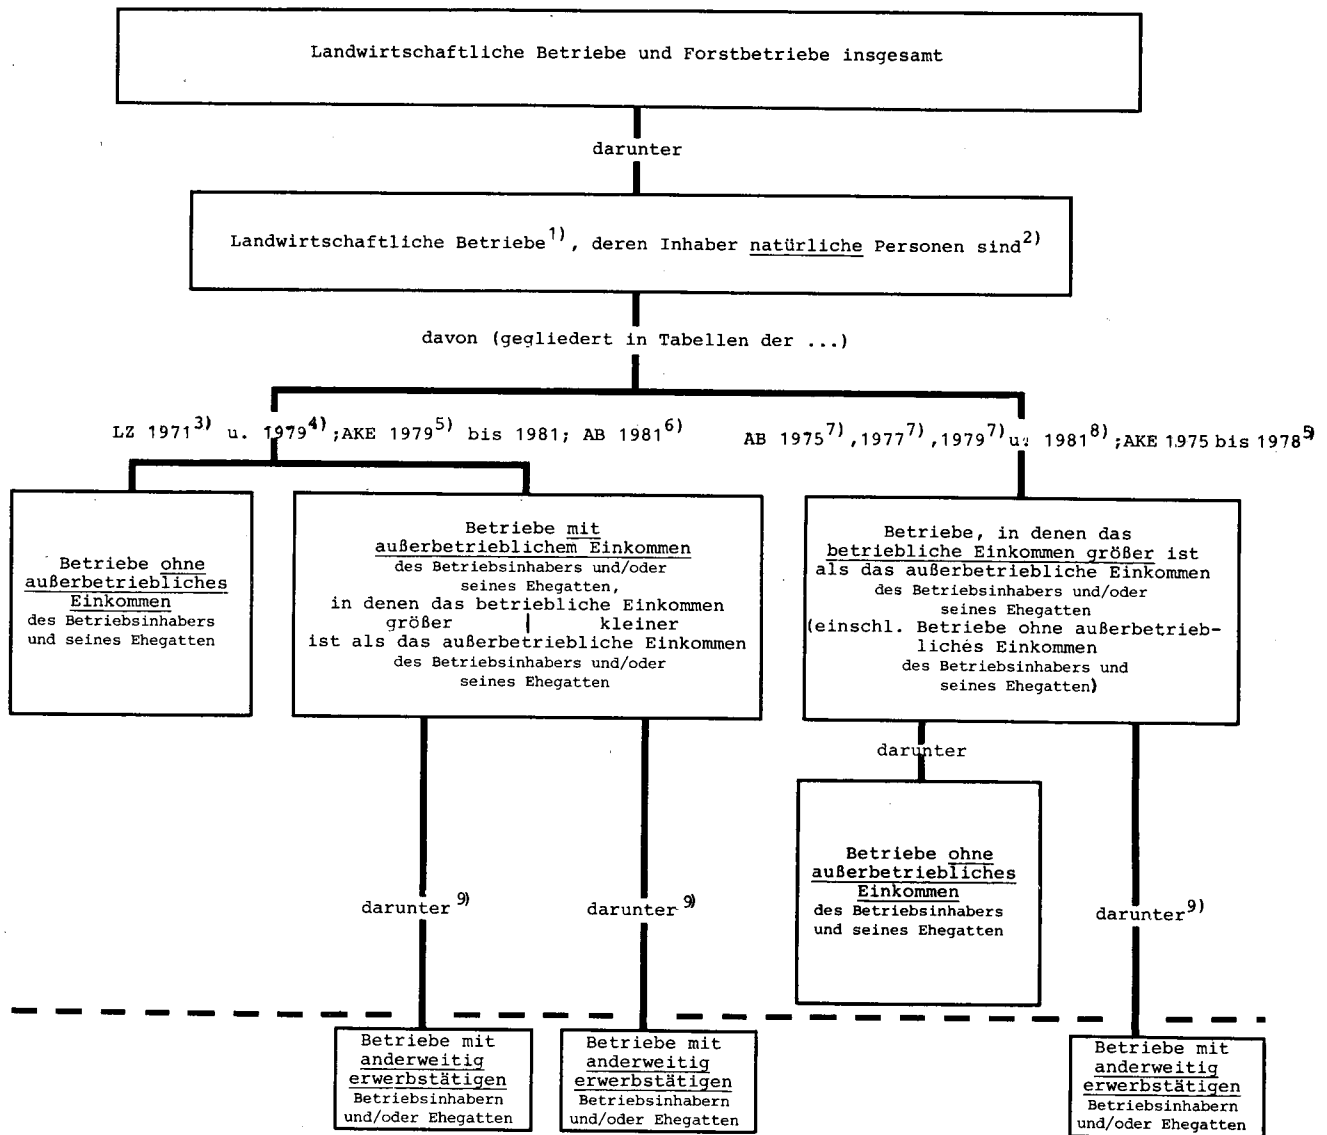 Landwirtschaftliche Betriebe und Forstbetriebe insgesamt
darunter
Landwirtschaftliche Betriebe1), deren Inhaber natürliche Personen sind2)
davon (gegliedert in Tabellen der ...)
LZ 19713) u. 19794);AKE 19795) bis 1981; AB 19816)
AB 19757),19777),19797)u. 19818);AKE 1975 bis 19785)
Betriebe ohne
außerbetriebliches
Einkommen
des Betriebsinhabers
und seines Ehegatten
Betriebe mit
außerbetrieblichem Einkommen
des Betriebsinhabers und/oder
seines Ehegatten,
in denen das betriebliche Einkommen
größer | kleiner
ist als das außerbetriebliche Einkommen
des Betriebsinhabers und/oder
seines Ehegatten
Betriebe, in denen das
betriebliche Einkommen größer ist
als das außerbetriebliche Einkommen
des Betriebsinhabers und/oder
seines Ehegatten
(einschl. Betriebe ohne außerbetrieb-
liches Einkommen
des Betriebsinhabers und
seines Ehegatten)
darunter
Betriebe ohne
außerbetriebliches
Einkommen
des Betriebsinhabers
und seines Ehegatten
darunter9)
darunter9)
darunter9)
Betriebe mit
anderweitig
erwerbstätigen
Betriebsinhabern
und/oder Ehegatten
Betriebe mit
anderweitig
erwerbstätigen
Betriebsinhabern
und/oder Ehegatten
Betriebe mit
anderweitig
erwerbstätigen
Betriebsinhabern
und/oder Ehegatten